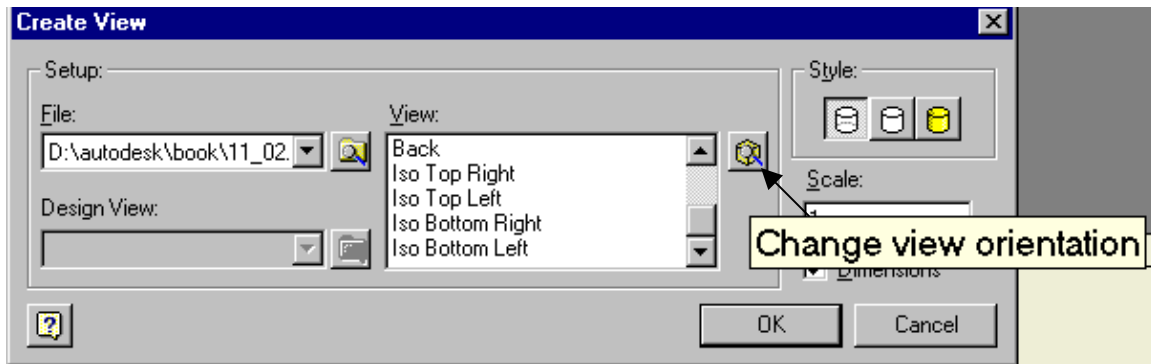 Create View
Setup:
File:
D:\autodesk\book\11_02.
Design View:
View:
Back
Iso Top Right
Iso Top Left
Iso Bottom Right
Iso Bottom Left
Style:
Scale:
Change view orientation
Dimensions
OK
Cancel